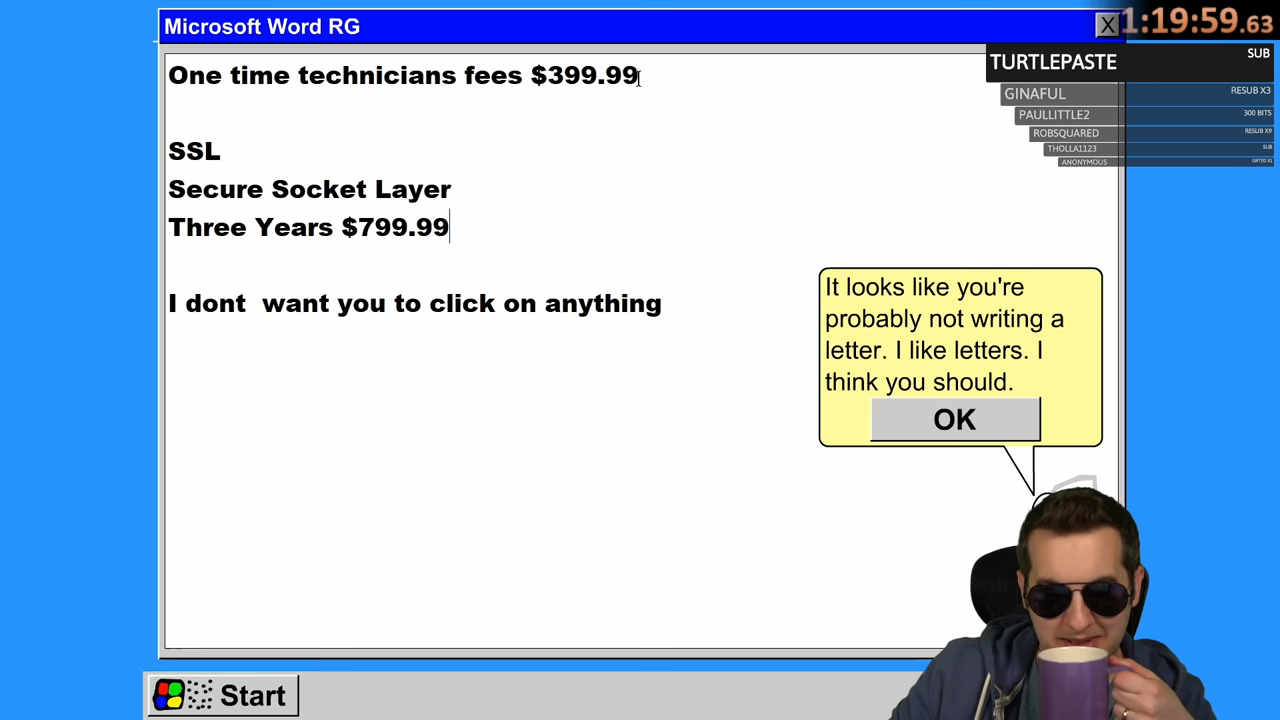 Microsoft Word RG
X
1:19:59.63
One time technicians fees $399.99
TURTLEPASTE SUB
GINAFUL RESUB X3
PAULLITTLE2 300 BITS
ROBSQUARED RESUB X9
THOLLA1123 SUB
ANONYMOUS GIFTED X1
SSL
Secure Socket Layer
Three Years $799.99
I dont  want you to click on anything
It looks like you're
probably not writing a
letter. I like letters. I
think you should.
OK
Start